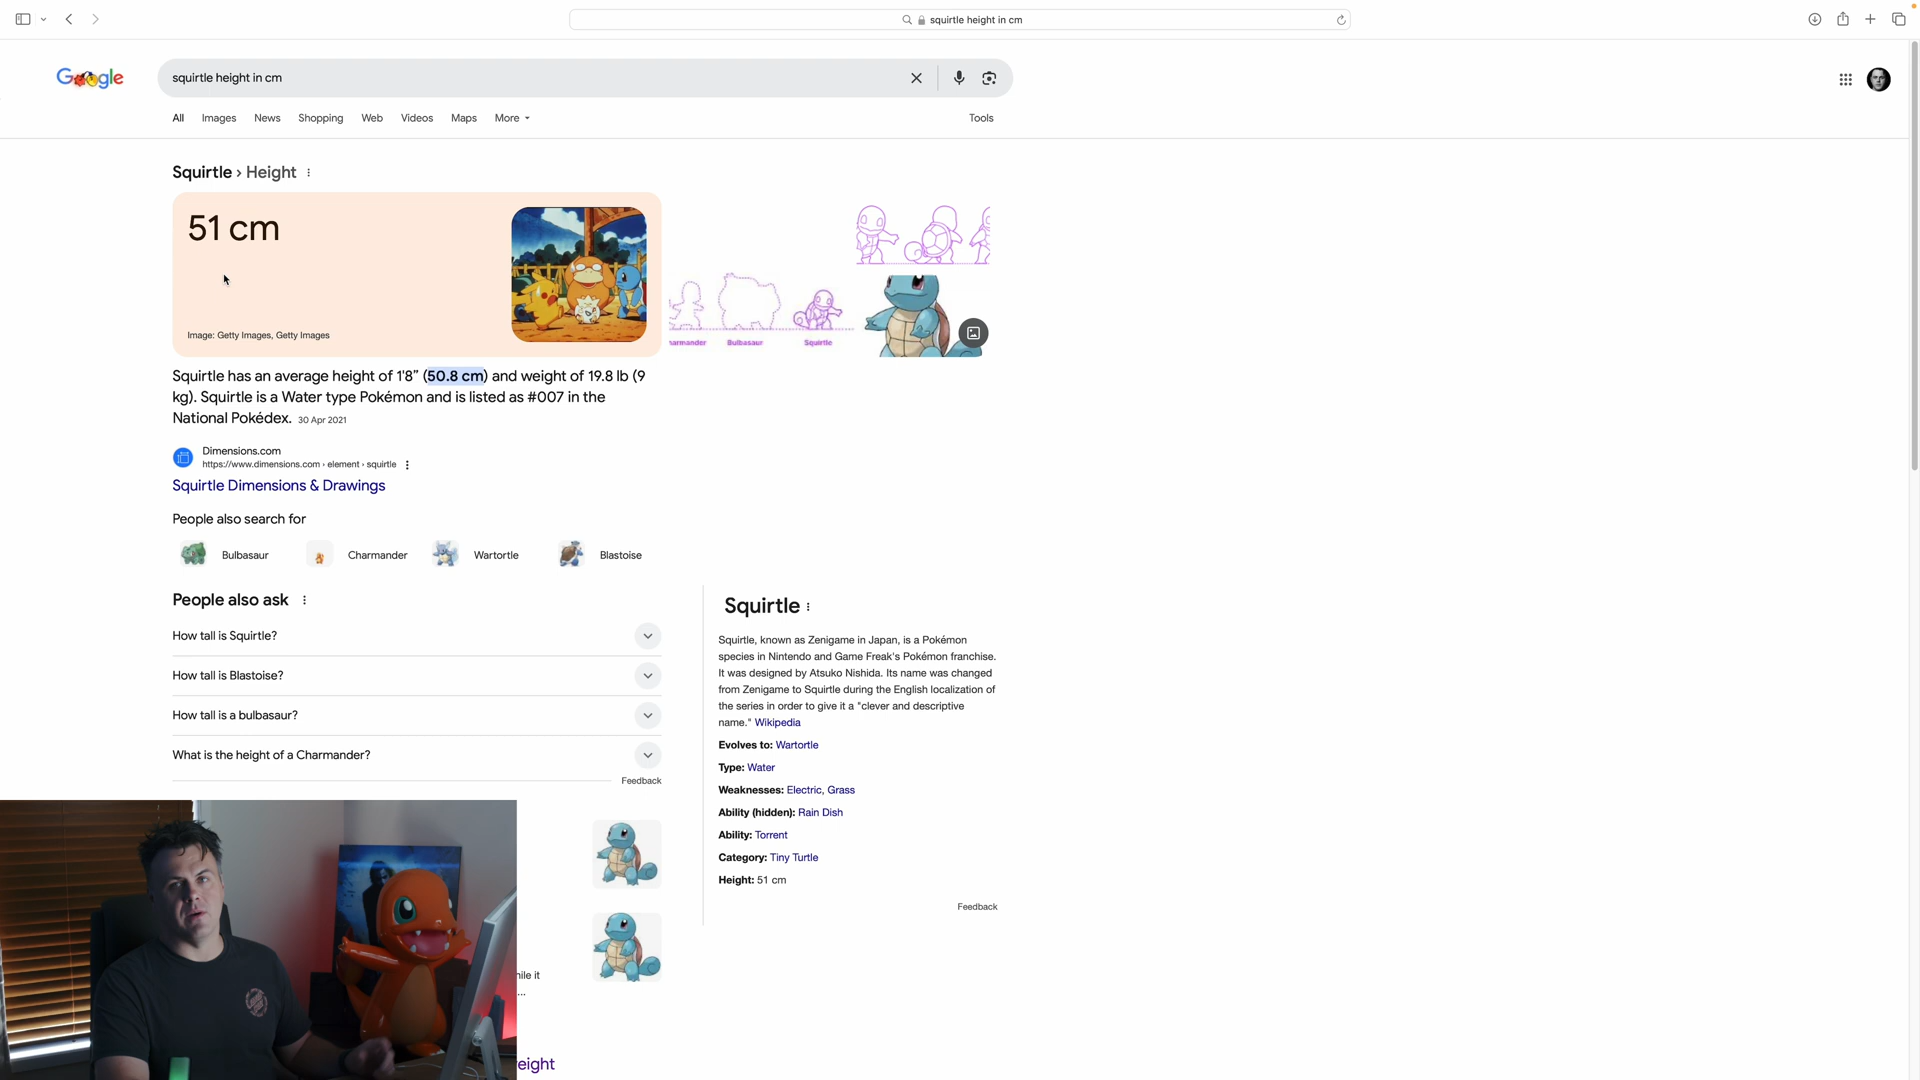 squirtle height in cm
Google
squirtle height in cm
All Images News Shopping Web Videos Maps More Tools
Squirtle › Height
51 cm
Image: Getty Images, Getty Images
armander Bulbasaur Squirtle
Squirtle has an average height of 1'8” (50.8 cm) and weight of 19.8 lb (9
kg). Squirtle is a Water type Pokémon and is listed as #007 in the
National Pokédex. 30 Apr 2021
Dimensions.com
https://www.dimensions.com › element › squirtle
Squirtle Dimensions & Drawings
People also search for
Bulbasaur Charmander Wartortle Blastoise
People also ask
How tall is Squirtle?
How tall is Blastoise?
How tall is a bulbasaur?
What is the height of a Charmander?
Feedback
Squirtle
Squirtle, known as Zenigame in Japan, is a Pokémon
species in Nintendo and Game Freak's Pokémon franchise.
It was designed by Atsuko Nishida. Its name was changed
from Zenigame to Squirtle during the English localization of
the series in order to give it a "clever and descriptive
name." Wikipedia
Evolves to: Wartortle
Type: Water
Weaknesses: Electric, Grass
Ability (hidden): Rain Dish
Ability: Torrent
Category: Tiny Turtle
Height: 51 cm
Feedback
hile it
...
eight